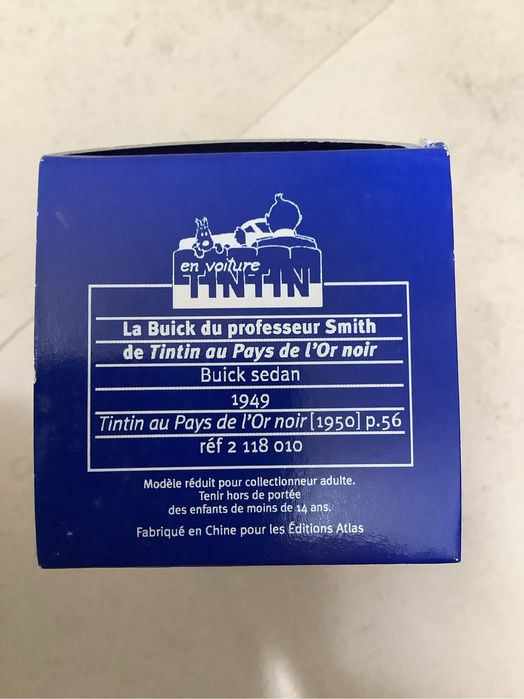 en voiture
TINTIN
La Buick du professeur Smith
de Tintin au Pays de l'Or noir
Buick sedan
1949
Tintin au Pays de l'Or noir [1950] p.56
réf 2 118 010
Modèle réduit pour collectionneur adulte.
Tenir hors de portée
des enfants de moins de 14 ans.
Fabriqué en Chine pour les Éditions Atlas